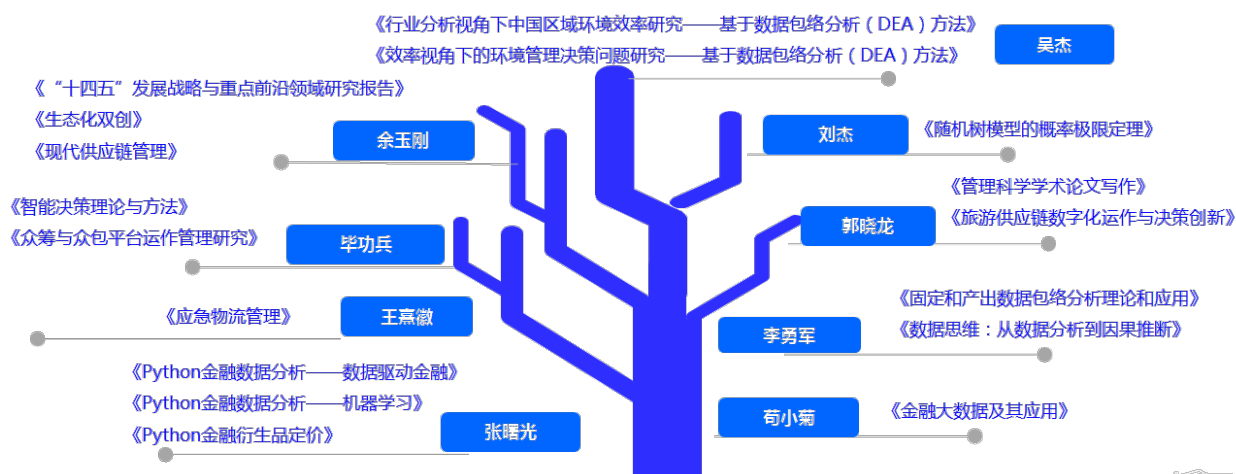 《行业分析视角下中国区域环境效率研究——基于数据包络分析（DEA）方法》
《效率视角下的环境管理决策问题研究——基于数据包络分析（DEA）方法》
吴杰
《“十四五”发展战略与重点前沿领域研究报告》
《生态化双创》
《现代供应链管理》
余玉刚
刘杰
《随机树模型的概率极限定理》
《管理科学学术论文写作》
《旅游供应链数字化运作与决策创新》
郭晓龙
《智能决策理论与方法》
《众筹与众包平台运作管理研究》
毕功兵
《应急物流管理》
王熹徽
《固定和产出数据包络分析理论和应用》
《数据思维：从数据分析到因果推断》
李勇军
《Python金融数据分析——数据驱动金融》
《Python金融数据分析——机器学习》
《Python金融衍生品定价》
张曙光
苟小菊
《金融大数据及其应用》